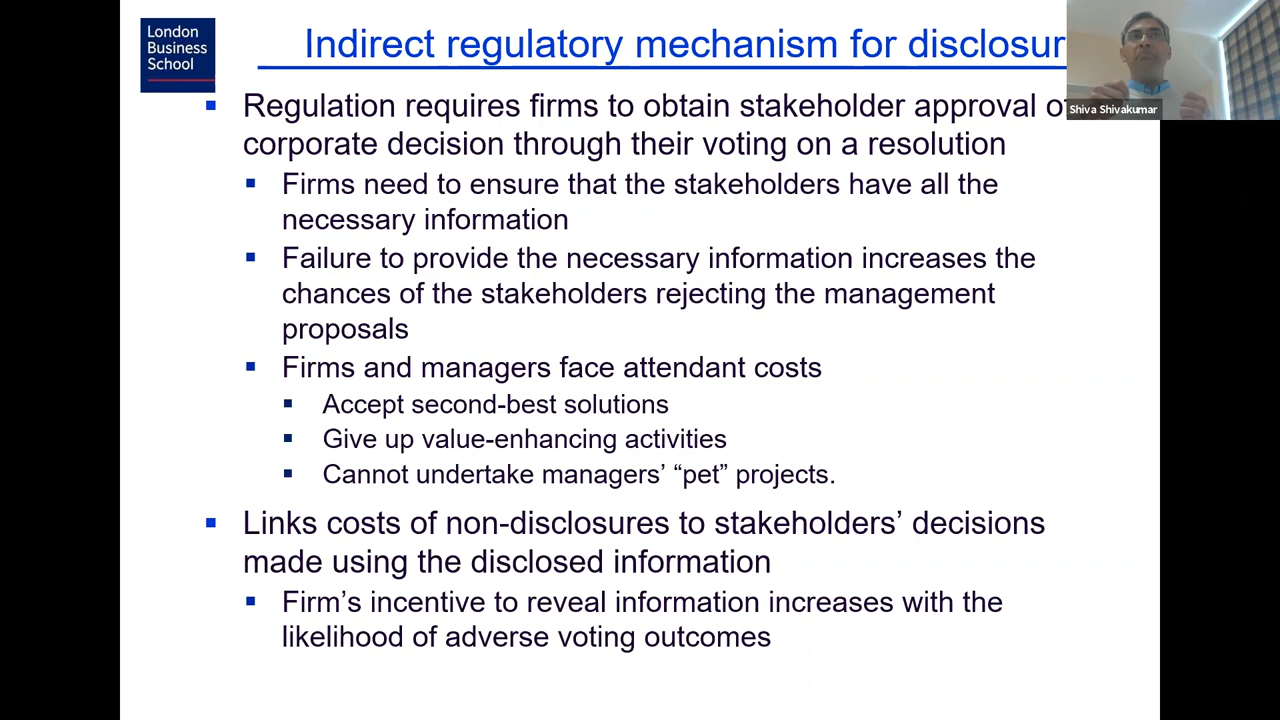 London
Business
School
Indirect regulatory mechanism for disclosur
Shiva Shivakumar
▪ Regulation requires firms to obtain stakeholder approval
corporate decision through their voting on a resolution
▪ Firms need to ensure that the stakeholders have all the
necessary information
▪ Failure to provide the necessary information increases the
chances of the stakeholders rejecting the management
proposals
▪ Firms and managers face attendant costs
▪ Accept second-best solutions
▪ Give up value-enhancing activities
▪ Cannot undertake managers’ “pet” projects.
▪ Links costs of non-disclosures to stakeholders’ decisions
made using the disclosed information
▪ Firm’s incentive to reveal information increases with the
likelihood of adverse voting outcomes